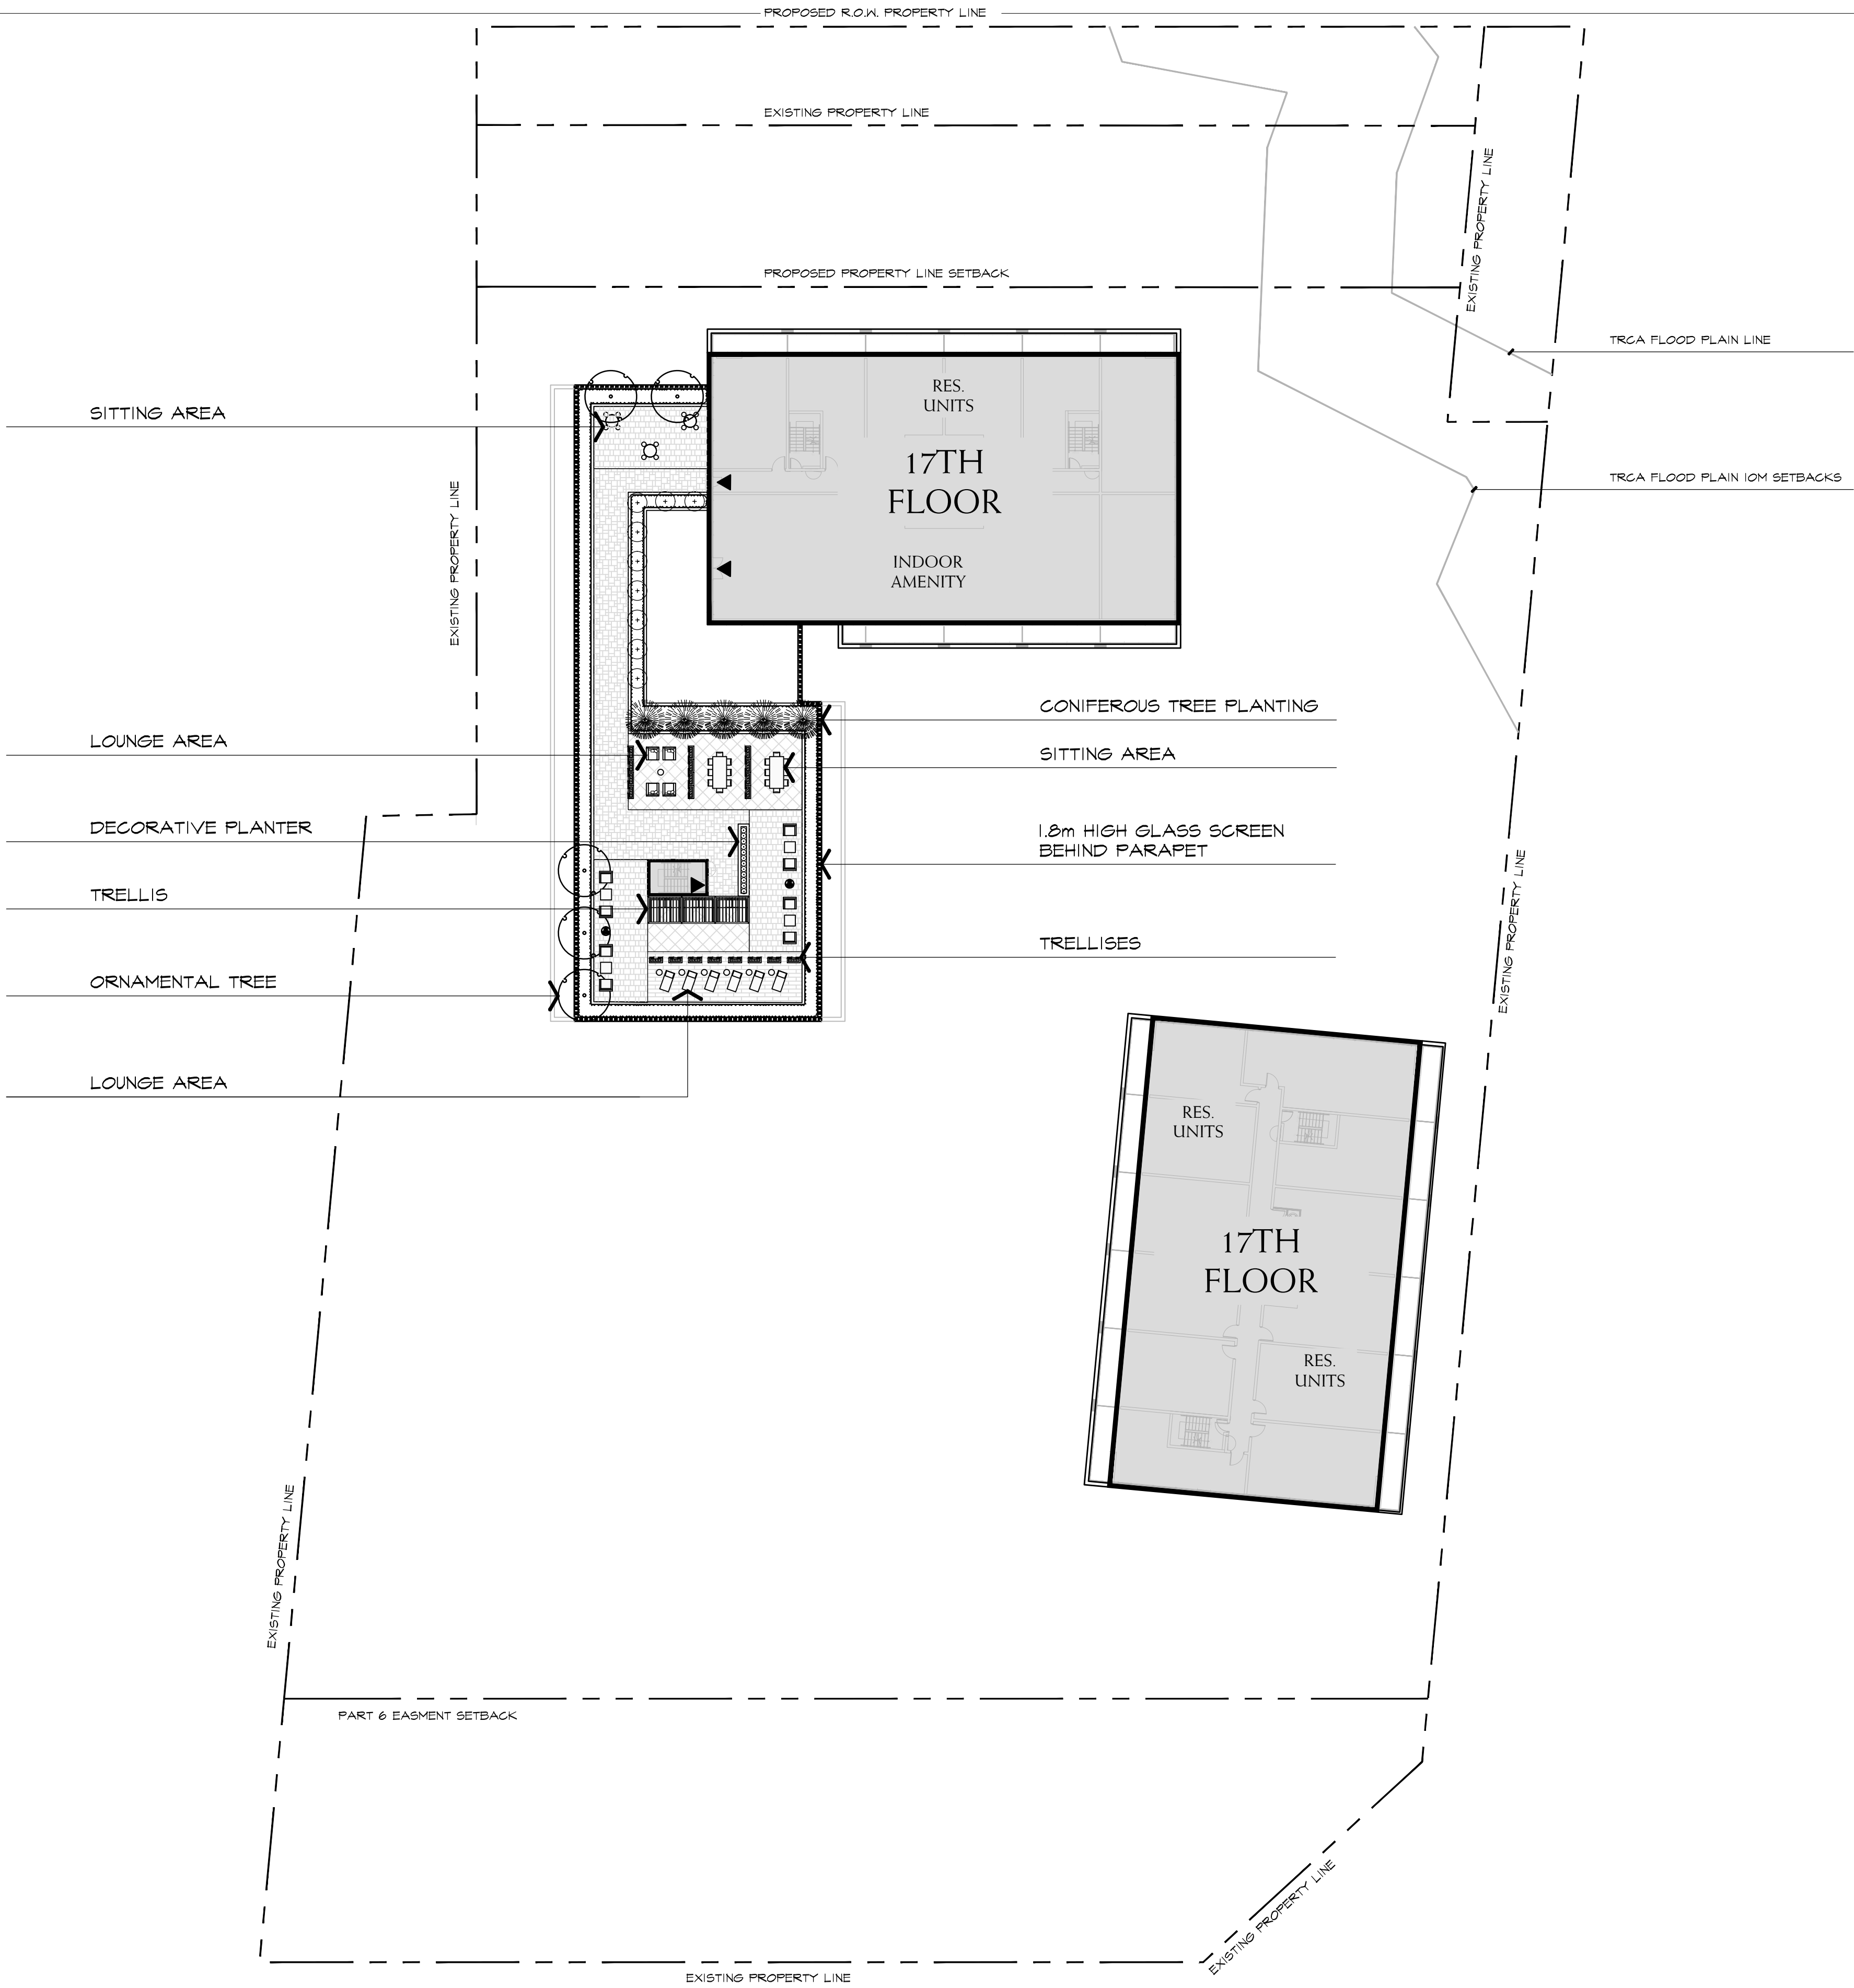 PROPOSED R.O.W. PROPERTY LINE
EXISTING PROPERTY LINE
EXISTING PROPERTY LINE
PROPOSED PROPERTY LINE SETBACK
TRCA FLOOD PLAIN LINE
RES.
UNITS
SITTING AREA
17TH
FLOOR
TRCA FLOOD PLAIN 10M SETBACKS
EXISTING PROPERTY LINE
INDOOR
AMENITY
CONIFEROUS TREE PLANTING
LOUNGE AREA
SITTING AREA
DECORATIVE PLANTER
1.8m HIGH GLASS SCREEN
BEHIND PARAPET
TRELLIS
EXISTING PROPERTY LINE
TRELLISES
ORNAMENTAL TREE
LOUNGE AREA
RES.
UNITS
17TH
FLOOR
RES.
UNITS
EXISTING PROPERTY LINE
PART 6 EASMENT SETBACK
EXISTING PROPERTY LINE
EXISTING PROPERTY LINE